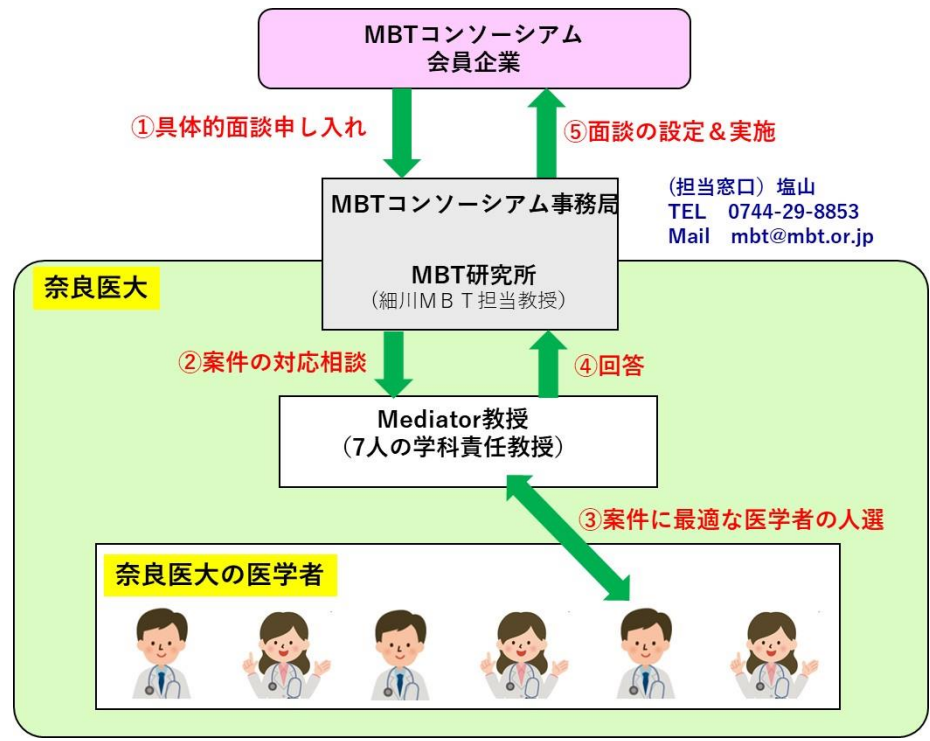 MBTコンソーシアム
会員企業
①具体的面談申し入れ
⑤面談の設定＆実施
MBTコンソーシアム事務局
(担当窓口）塩山
TEL　0744-29-8853
Mail　mbt@mbt.or.jp
奈良医大
MBT研究所
（細川ＭＢＴ担当教授）
②案件の対応相談
④回答
Mediator教授
（7人の学科責任教授）
③案件に最適な医学者の人選
奈良医大の医学者